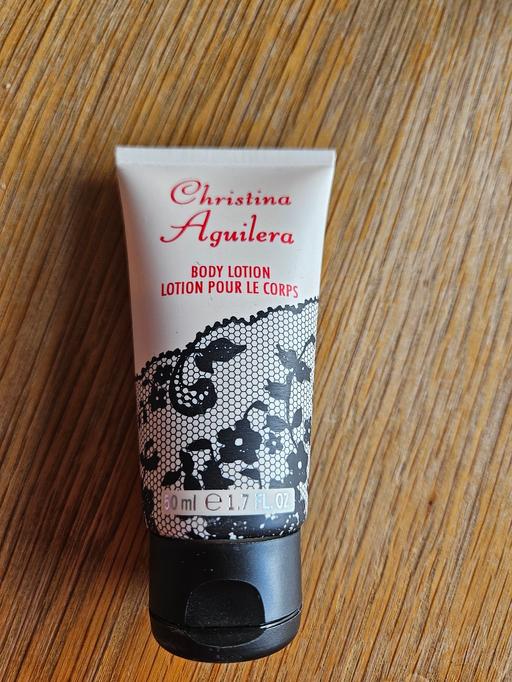 Christina
Aguilera
BODY LOTION
LOTION POUR LE CORPS
50 ml ℮ 1.7 FL. OZ